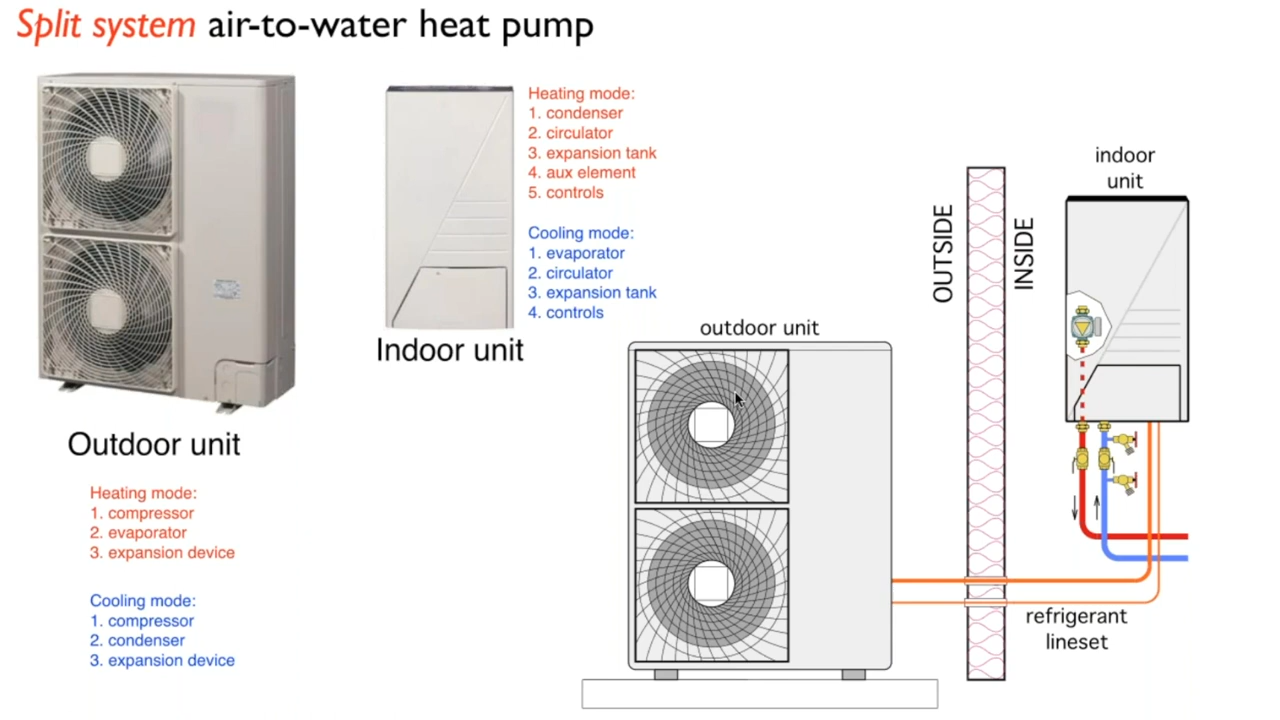 Split system air-to-water heat pump
Heating mode:
1. condenser
2. circulator
3. expansion tank
4. aux element
5. controls
Cooling mode:
1. evaporator
2. circulator
3. expansion tank
4. controls
Indoor unit
Outdoor unit
Heating mode:
1. compressor
2. evaporator
3. expansion device
Cooling mode:
1. compressor
2. condenser
3. expansion device
outdoor unit
OUTSIDE
INSIDE
indoor
unit
refrigerant
lineset